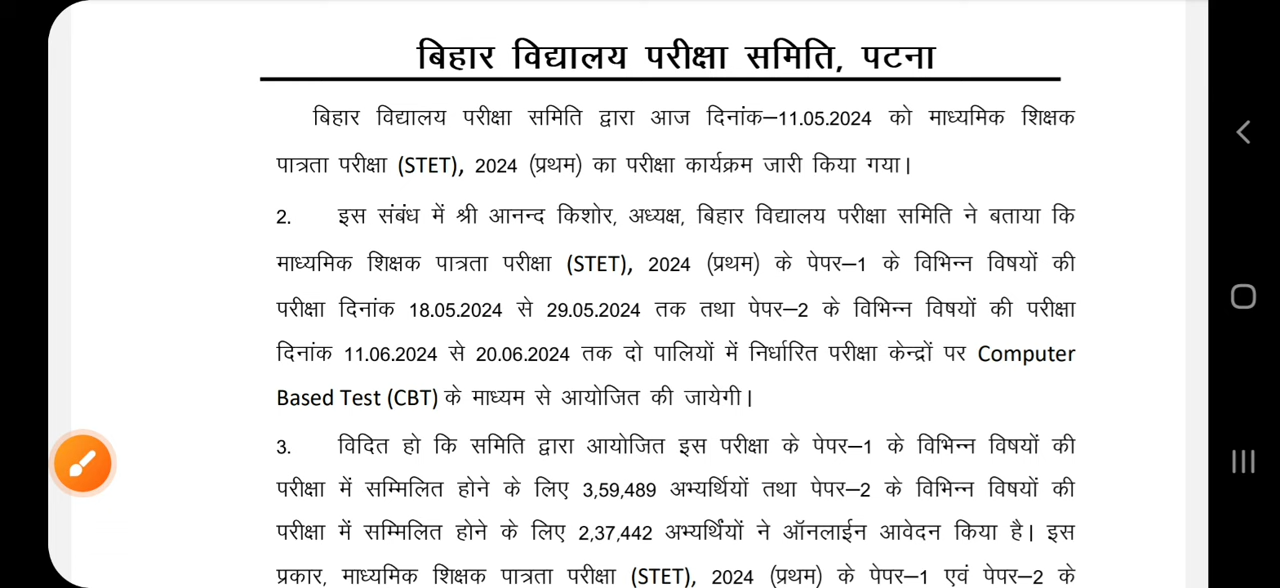 बिहार विद्यालय परीक्षा समिति, पटना
बिहार विद्यालय परीक्षा समिति द्वारा आज दिनांक–11.05.2024 को माध्यमिक शिक्षक
पात्रता परीक्षा (STET), 2024 (प्रथम) का परीक्षा कार्यक्रम जारी किया गया।
2. इस संबंध में श्री आनन्द किशोर, अध्यक्ष, बिहार विद्यालय परीक्षा समिति ने बताया कि
माध्यमिक शिक्षक पात्रता परीक्षा (STET), 2024 (प्रथम) के पेपर–1 के विभिन्न विषयों की
परीक्षा दिनांक 18.05.2024 से 29.05.2024 तक तथा पेपर–2 के विभिन्न विषयों की परीक्षा
दिनांक 11.06.2024 से 20.06.2024 तक दो पालियों में निर्धारित परीक्षा केन्द्रों पर Computer
Based Test (CBT) के माध्यम से आयोजित की जायेगी।
3. विदित हो कि समिति द्वारा आयोजित इस परीक्षा के पेपर–1 के विभिन्न विषयों की
परीक्षा में सम्मिलित होने के लिए 3,59,489 अभ्यर्थियों तथा पेपर–2 के विभिन्न विषयों की
परीक्षा में सम्मिलित होने के लिए 2,37,442 अभ्यर्थियों ने ऑनलाईन आवेदन किया है। इस
प्रकार, माध्यमिक शिक्षक पात्रता परीक्षा (STET), 2024 (प्रथम) के पेपर–1 एवं पेपर–2 के